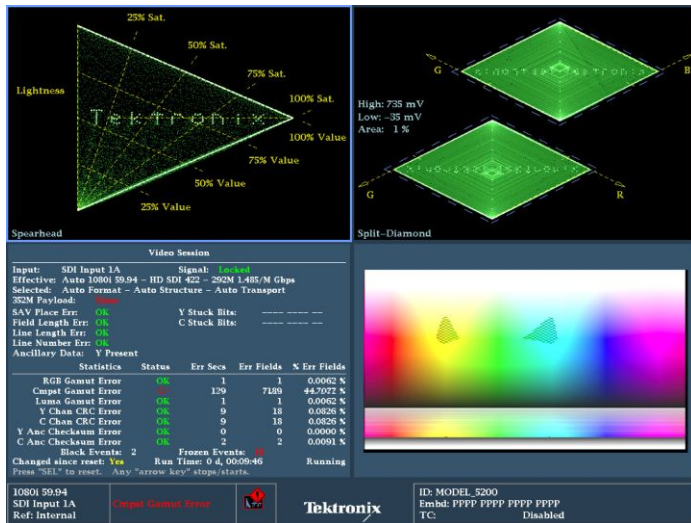 25% Sat.
50% Sat.
75% Sat.
100% Sat.
Lightness
Tektronix
100% Value
75% Value
50% Value
25% Value
Spearhead
G
B
High: 735 mV
Low: -35 mV
Area: 1 %
G
R
Split-Diamond
Video Session
Input: SDI Input 1A Signal: Locked
Effective: Auto 1080i 59.94 - HD SDI 422 - 292M 1.485/M Gbps
Selected: Auto Format - Auto Structure - Auto Transport
352M Payload:
SAV Place Err: OK Y Stuck Bits: ---- ---- --
Field Length Err: OK C Stuck Bits: ---- ---- --
Line Length Err: OK
Line Number Err: OK
Ancillary Data: Y Present
Statistics Status Err Secs Err Fields % Err Fields
RGB Gamut Error OK 1 1 0.0062 %
Cmpst Gamut Error 129 7189 44.7072 %
Luma Gamut Error OK 1 1 0.0062 %
Y Chan CRC Error OK 9 18 0.0826 %
C Chan CRC Error OK 9 18 0.0826 %
Y Anc Checksum Error OK 0 0 0.0000 %
C Anc Checksum Error OK 2 2 0.0091 %
Black Events: 2 Frozen Events:
Changed since reset: Yes Run Time: 0 d, 00:09:46 Running
Press "SEL" to reset. Any "arrow key" stops/starts.
1080i 59.94
SDI Input 1A
Ref: Internal
Cmpst Gamut Error
Tektronix
ID: MODEL_5200
Embd: PPPP PPPP PPPP PPPP
TC: Disabled